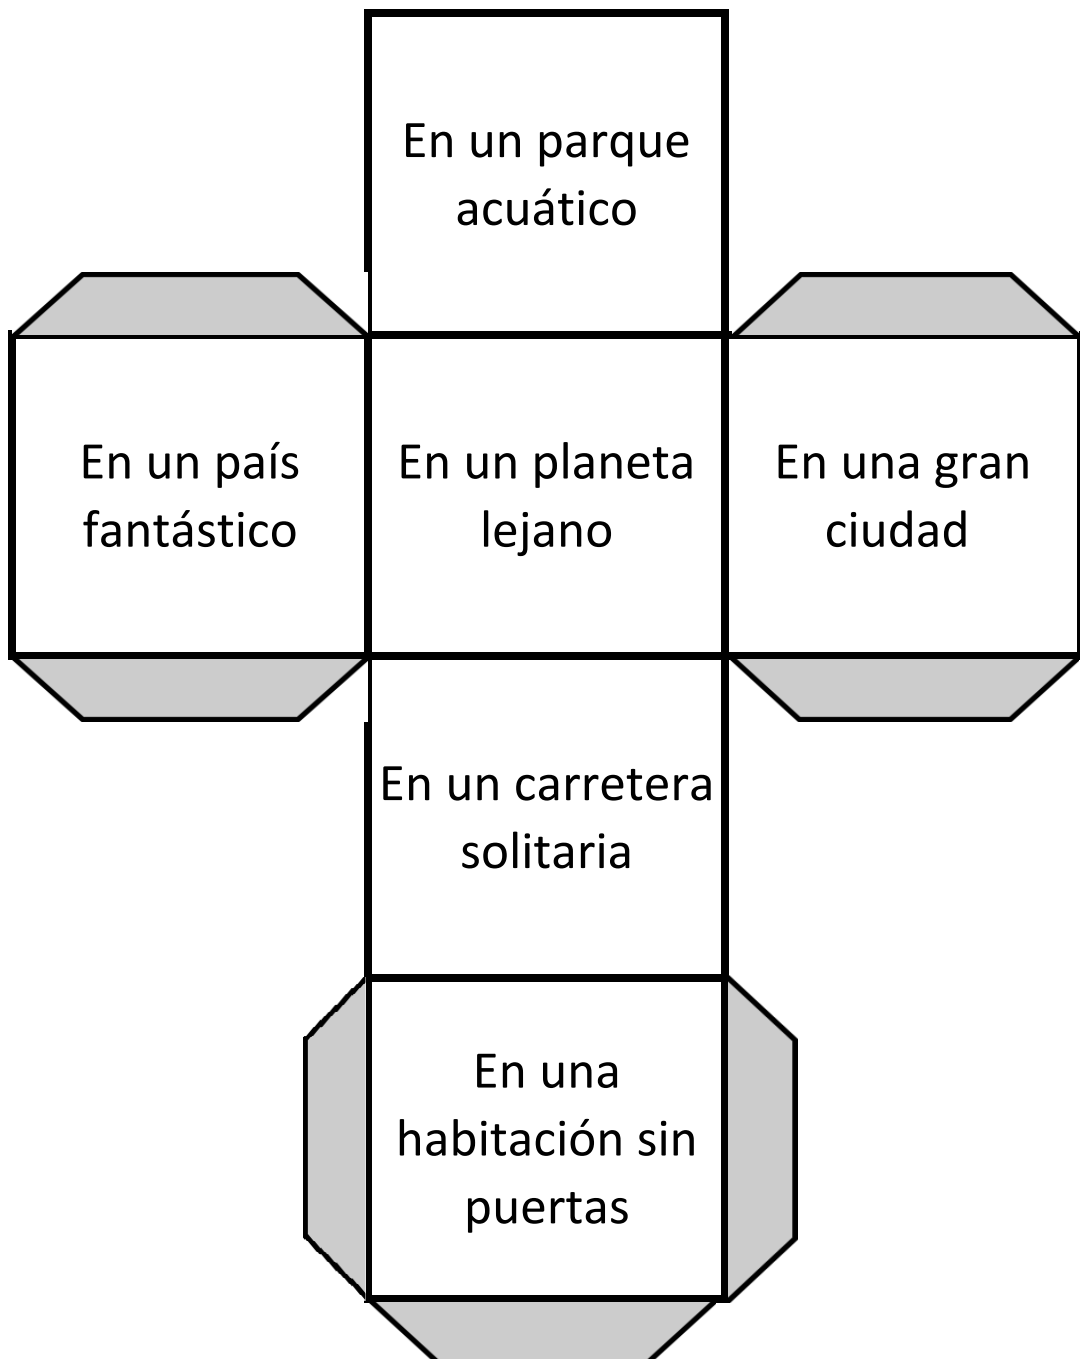 En un parque
acuático
En un país
fantástico
En un planeta
lejano
En una gran
ciudad
En un carretera
solitaria
En una
habitación sin
puertas